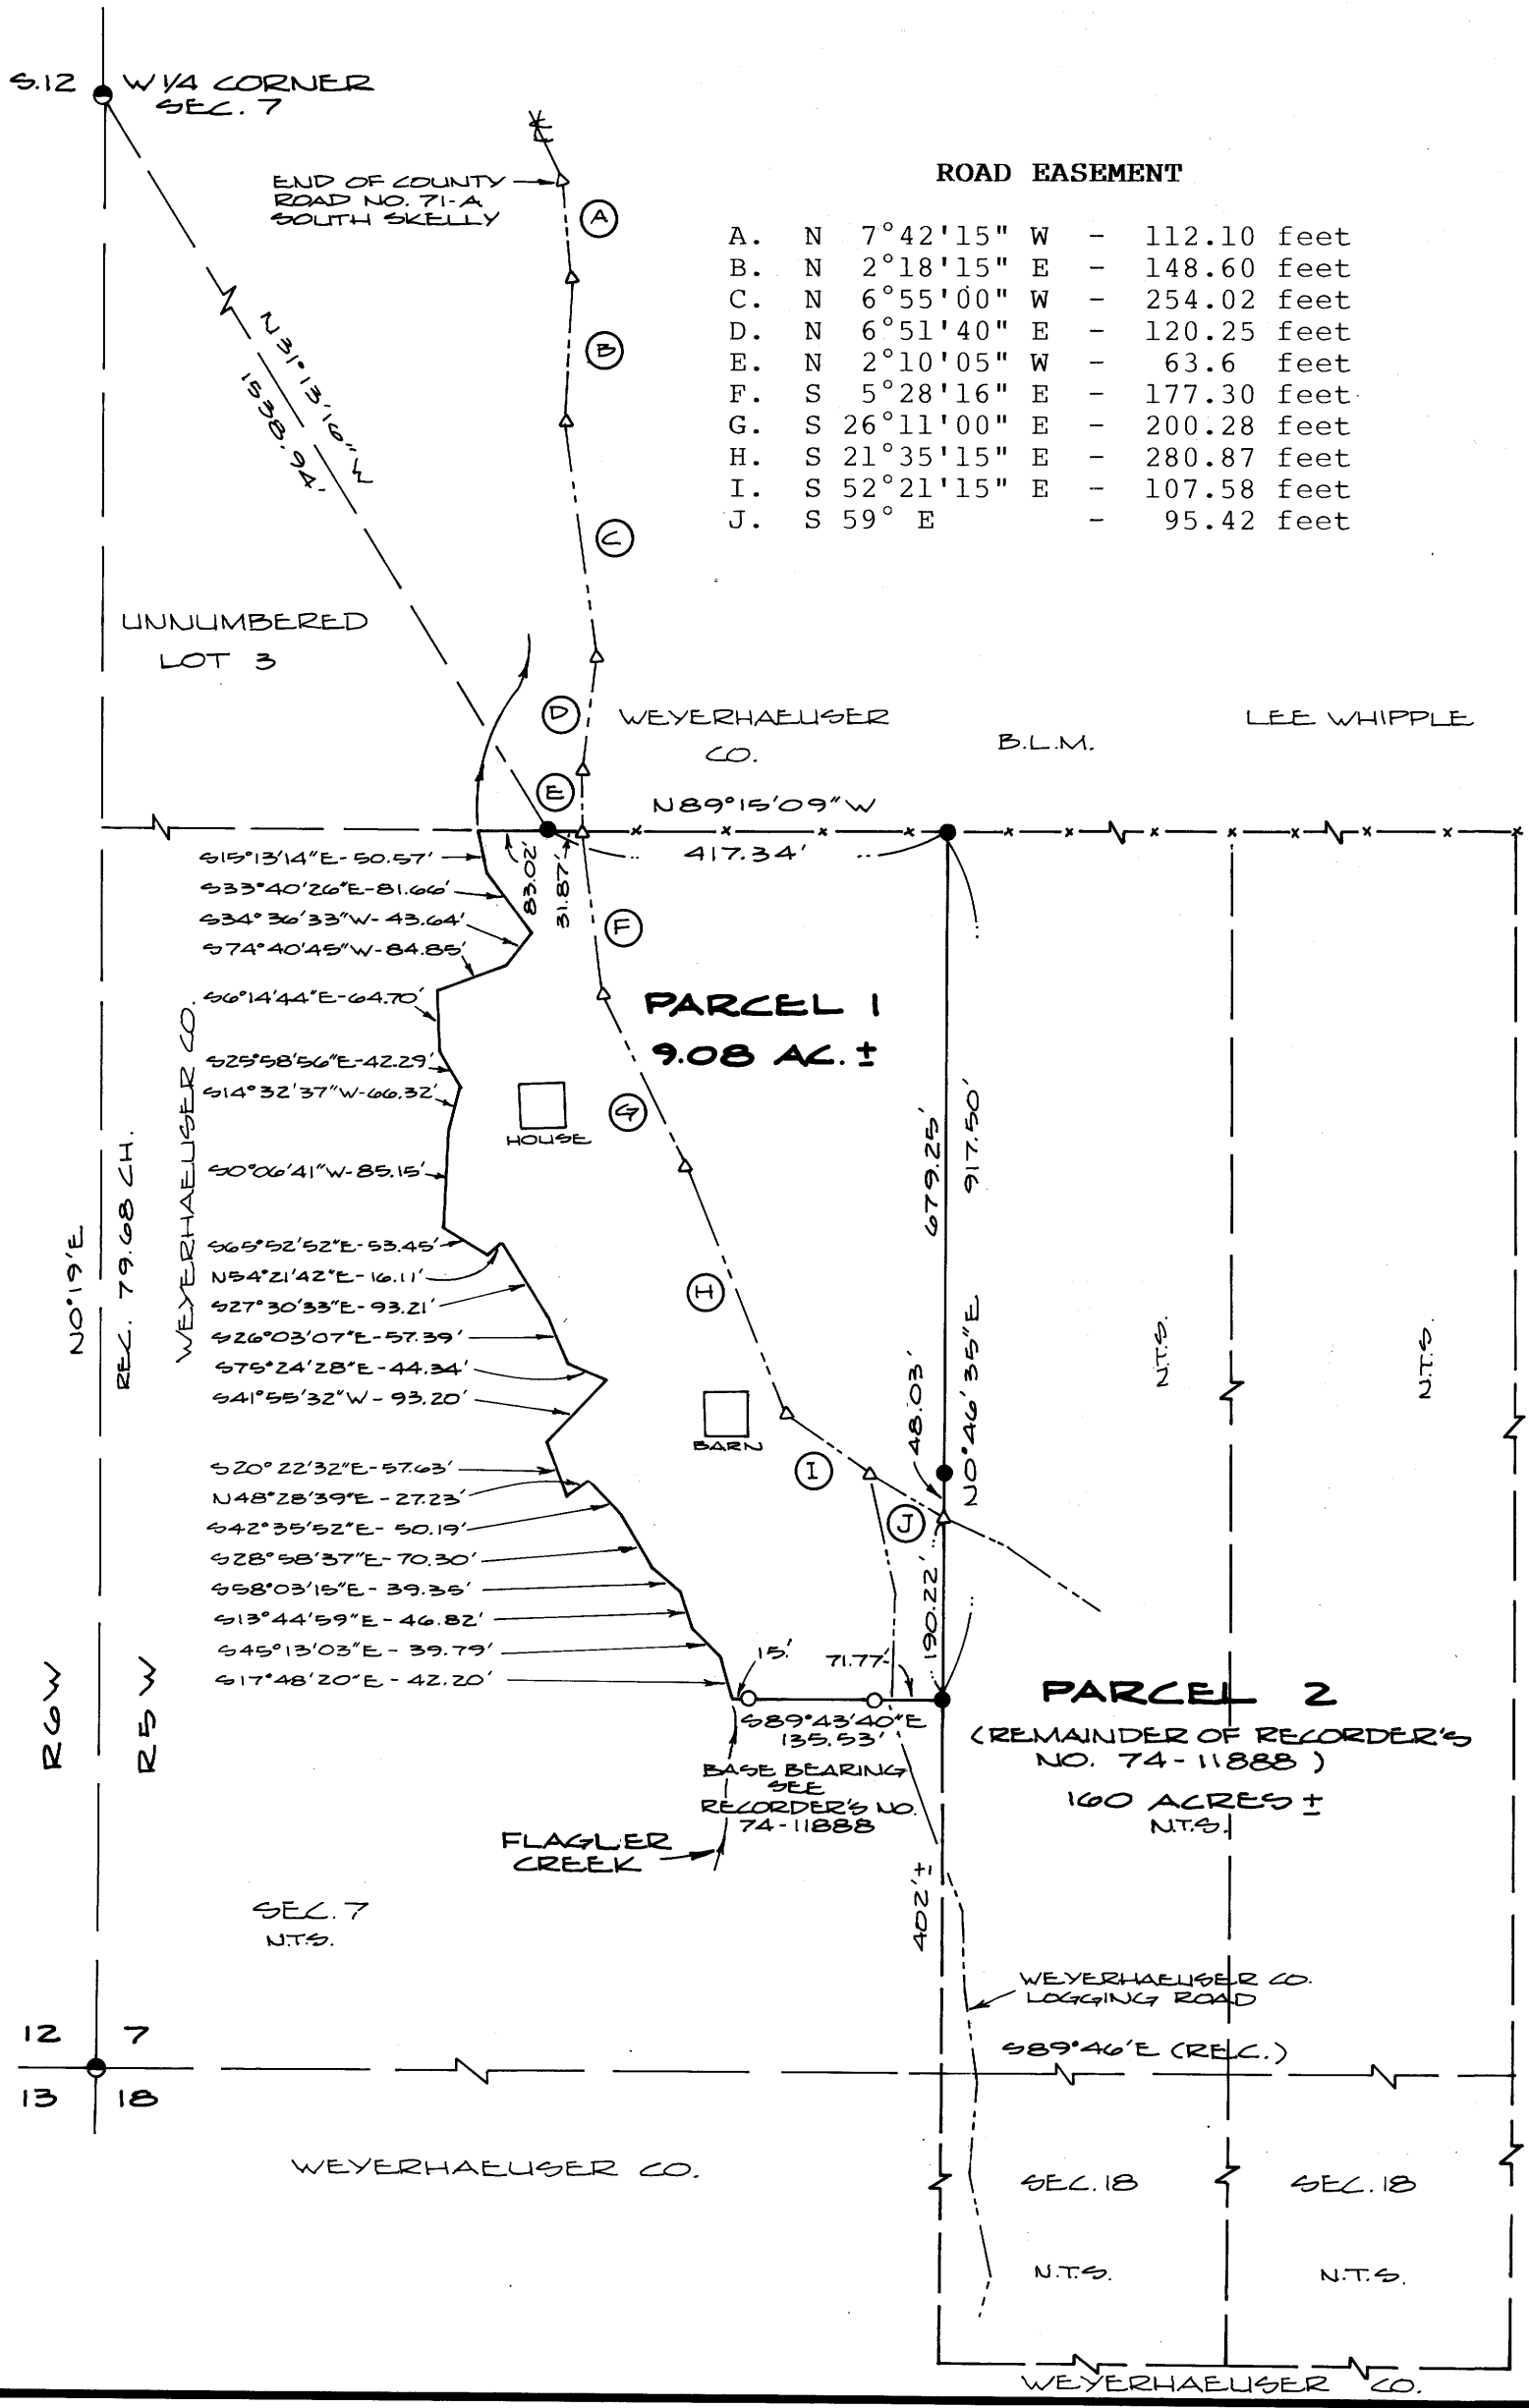 S.12
W 1/4 CORNER
SEC. 7
END OF COUNTY
ROAD NO. 71-A
SOUTH SKELLY
ROAD EASEMENT
A. N 7°42'15" W - 112.10 feet
B. N 2°18'15" E - 148.60 feet
C. N 6°55'00" W - 254.02 feet
D. N 6°51'40" E - 120.25 feet
E. N 2°10'05" W - 63.6 feet
F. S 5°28'16" E - 177.30 feet
G. S 26°11'00" E - 200.28 feet
H. S 21°35'15" E - 280.87 feet
I. S 52°21'15" E - 107.58 feet
J. S 59° E - 95.42 feet
A
B
C
N31°13'16"W
1538.94'
UNNUMBERED
LOT 3
D
WEYERHAEUSER
CO.
B.L.M.
LEE WHIPPLE
E
N89°15'09"W
417.34'
83.02'
31.87'
S15°13'14"E-50.57'
S33°40'26"E-81.66'
S34°36'33"W-43.64'
S74°40'45"W-84.85'
S6°14'44"E-64.70'
S25°58'56"E-42.29'
S14°32'37"W-66.32'
S0°06'41"W-85.15'
S65°52'52"E-53.45'
N54°21'42"E-16.11'
S27°30'33"E-93.21'
S26°03'07"E-57.39'
S75°24'28"E-44.34'
S41°55'32"W-93.20'
S20°22'32"E-57.63'
N48°28'39"E-27.23'
S42°35'52"E-50.19'
S28°58'37"E-70.30'
S58°03'15"E-39.35'
S13°44'59"E-46.82'
S45°13'03"E-39.79'
S17°48'20"E-42.20'
F
PARCEL 1
9.08 AC. ±
G
HOUSE
WEYERHAEUSER CO.
N0°19'E
REC. 79.68 CH.
679.25'
917.50'
N0°46'35"E
48.03'
H
BARN
I
J
N.T.S.
N.T.S.
190.22'
15.'
71.77'
S89°43'40"E
135.53'
BASE BEARING
SEE
RECORDER'S NO.
74-11888
R6W
R5W
PARCEL 2
(REMAINDER OF RECORDER'S
NO. 74-11888)
160 ACRES ±
N.T.S.
FLAGLER
CREEK
402'±
SEC. 7
N.T.S.
WEYERHAEUSER CO.
LOGGING ROAD
S89°46'E (REC.)
12 7
13 18
WEYERHAEUSER CO.
SEC. 18
SEC. 18
N.T.S.
N.T.S.
WEYERHAEUSER CO.